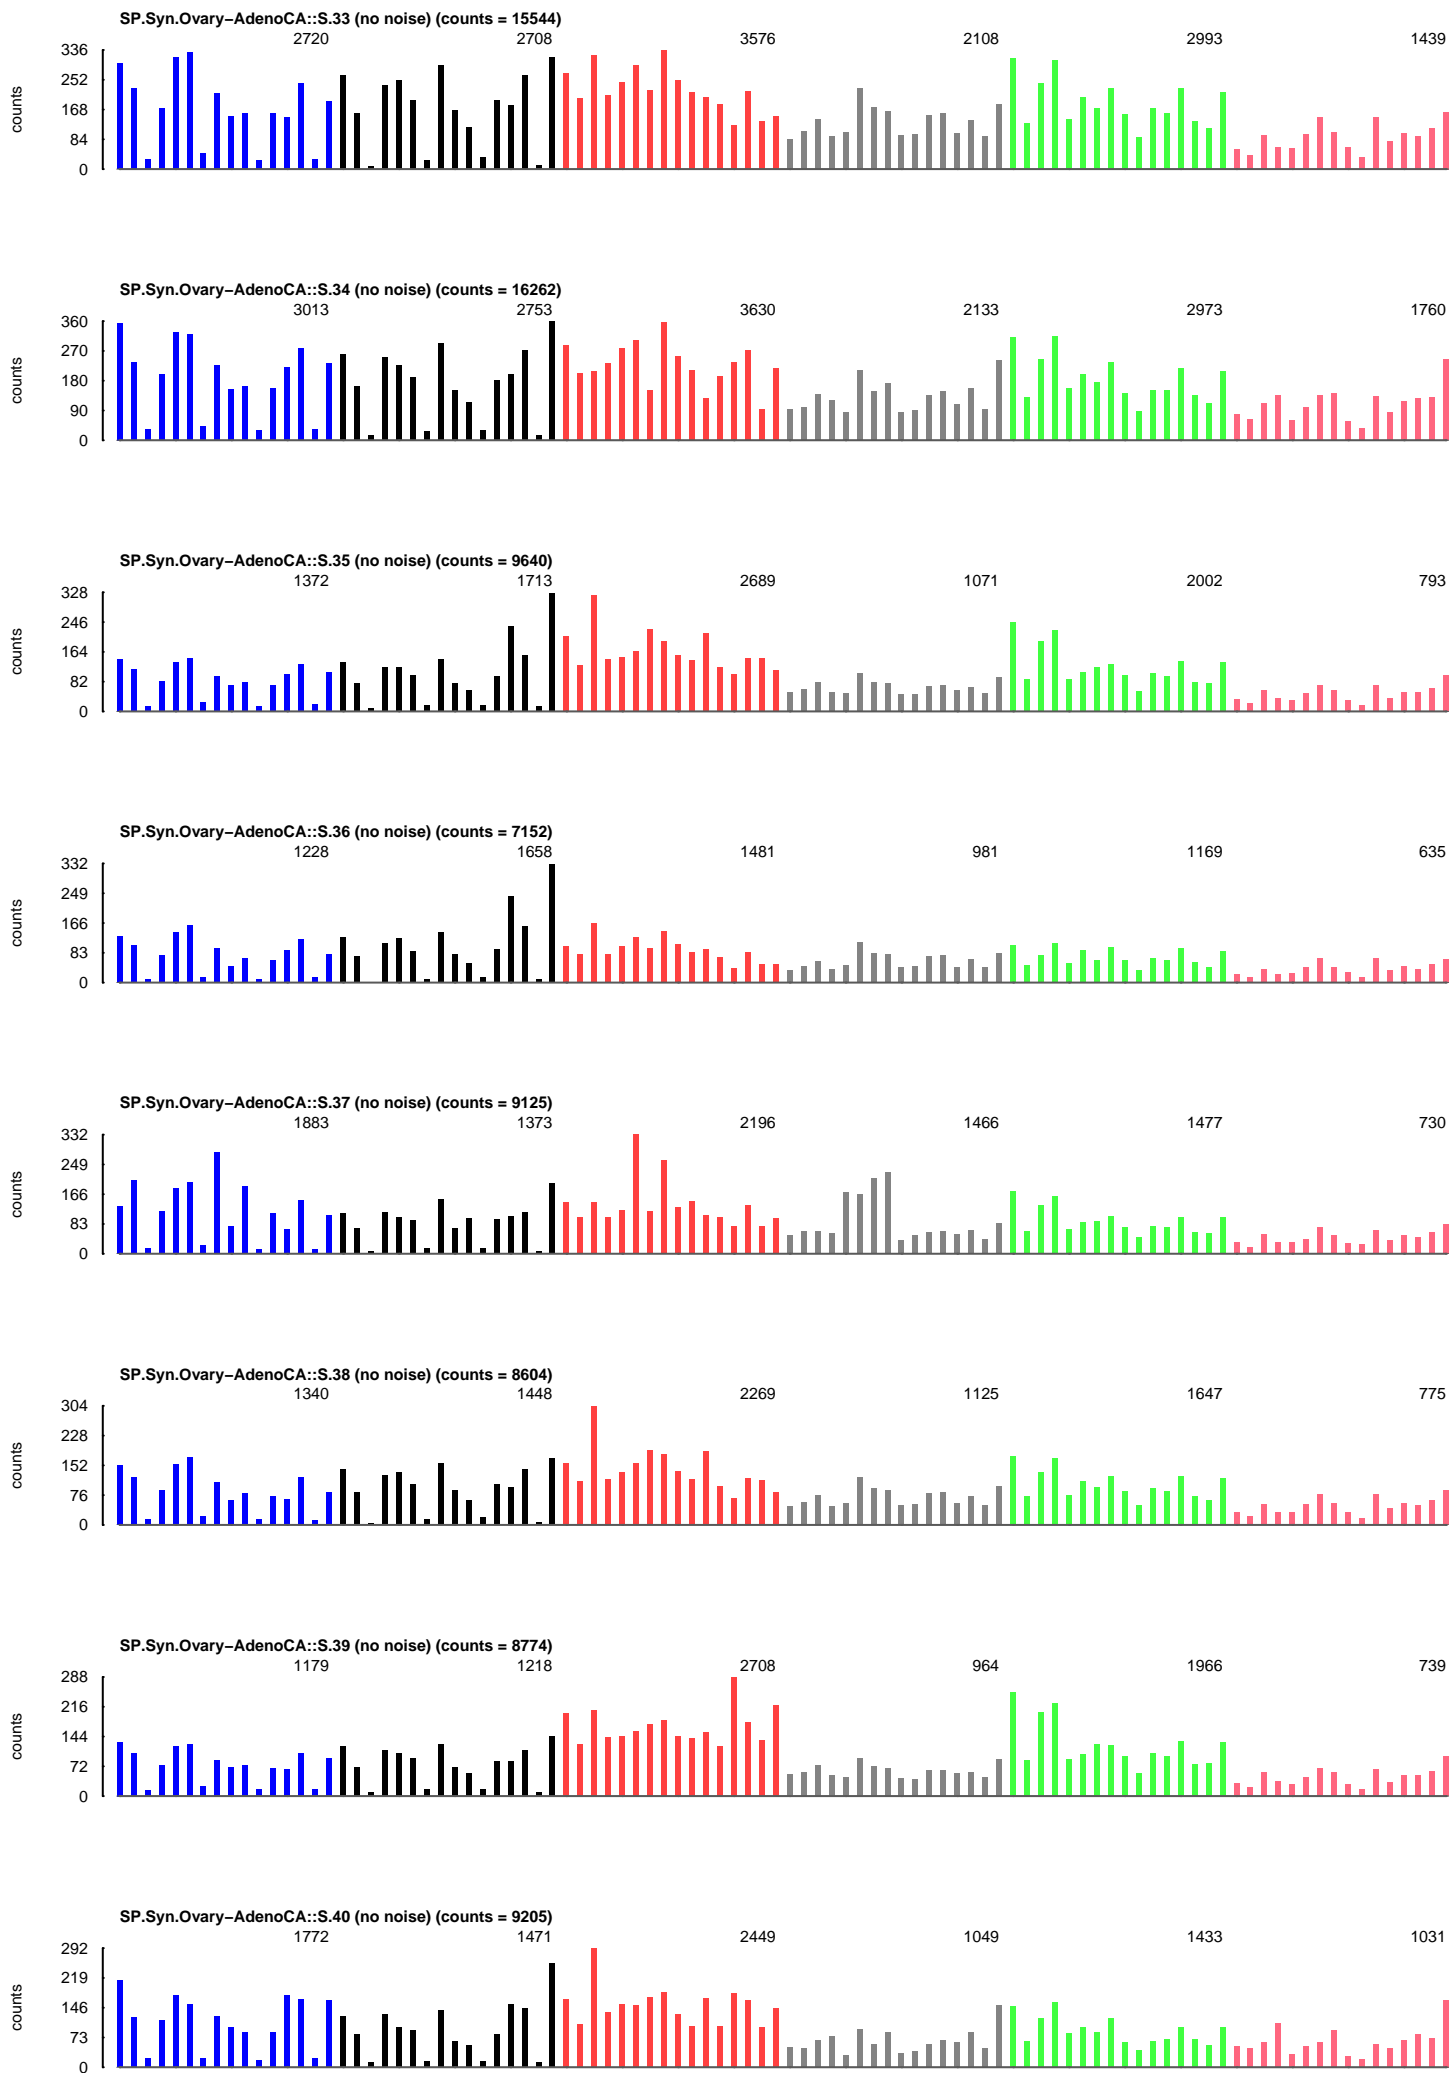 SP.Syn.Ovary−AdenoCA::S.33 (no noise) (counts = 15544)
2720 2708 3576 2108 2993 1439
336
252
168
84
0
counts
SP.Syn.Ovary−AdenoCA::S.34 (no noise) (counts = 16262)
3013 2753 3630 2133 2973 1760
360
270
180
90
0
counts
SP.Syn.Ovary−AdenoCA::S.35 (no noise) (counts = 9640)
1372 1713 2689 1071 2002 793
328
246
164
82
0
counts
SP.Syn.Ovary−AdenoCA::S.36 (no noise) (counts = 7152)
1228 1658 1481 981 1169 635
332
249
166
83
0
counts
SP.Syn.Ovary−AdenoCA::S.37 (no noise) (counts = 9125)
1883 1373 2196 1466 1477 730
332
249
166
83
0
counts
SP.Syn.Ovary−AdenoCA::S.38 (no noise) (counts = 8604)
1340 1448 2269 1125 1647 775
304
228
152
76
0
counts
SP.Syn.Ovary−AdenoCA::S.39 (no noise) (counts = 8774)
1179 1218 2708 964 1966 739
288
216
144
72
0
counts
SP.Syn.Ovary−AdenoCA::S.40 (no noise) (counts = 9205)
1772 1471 2449 1049 1433 1031
292
219
146
73
0
counts